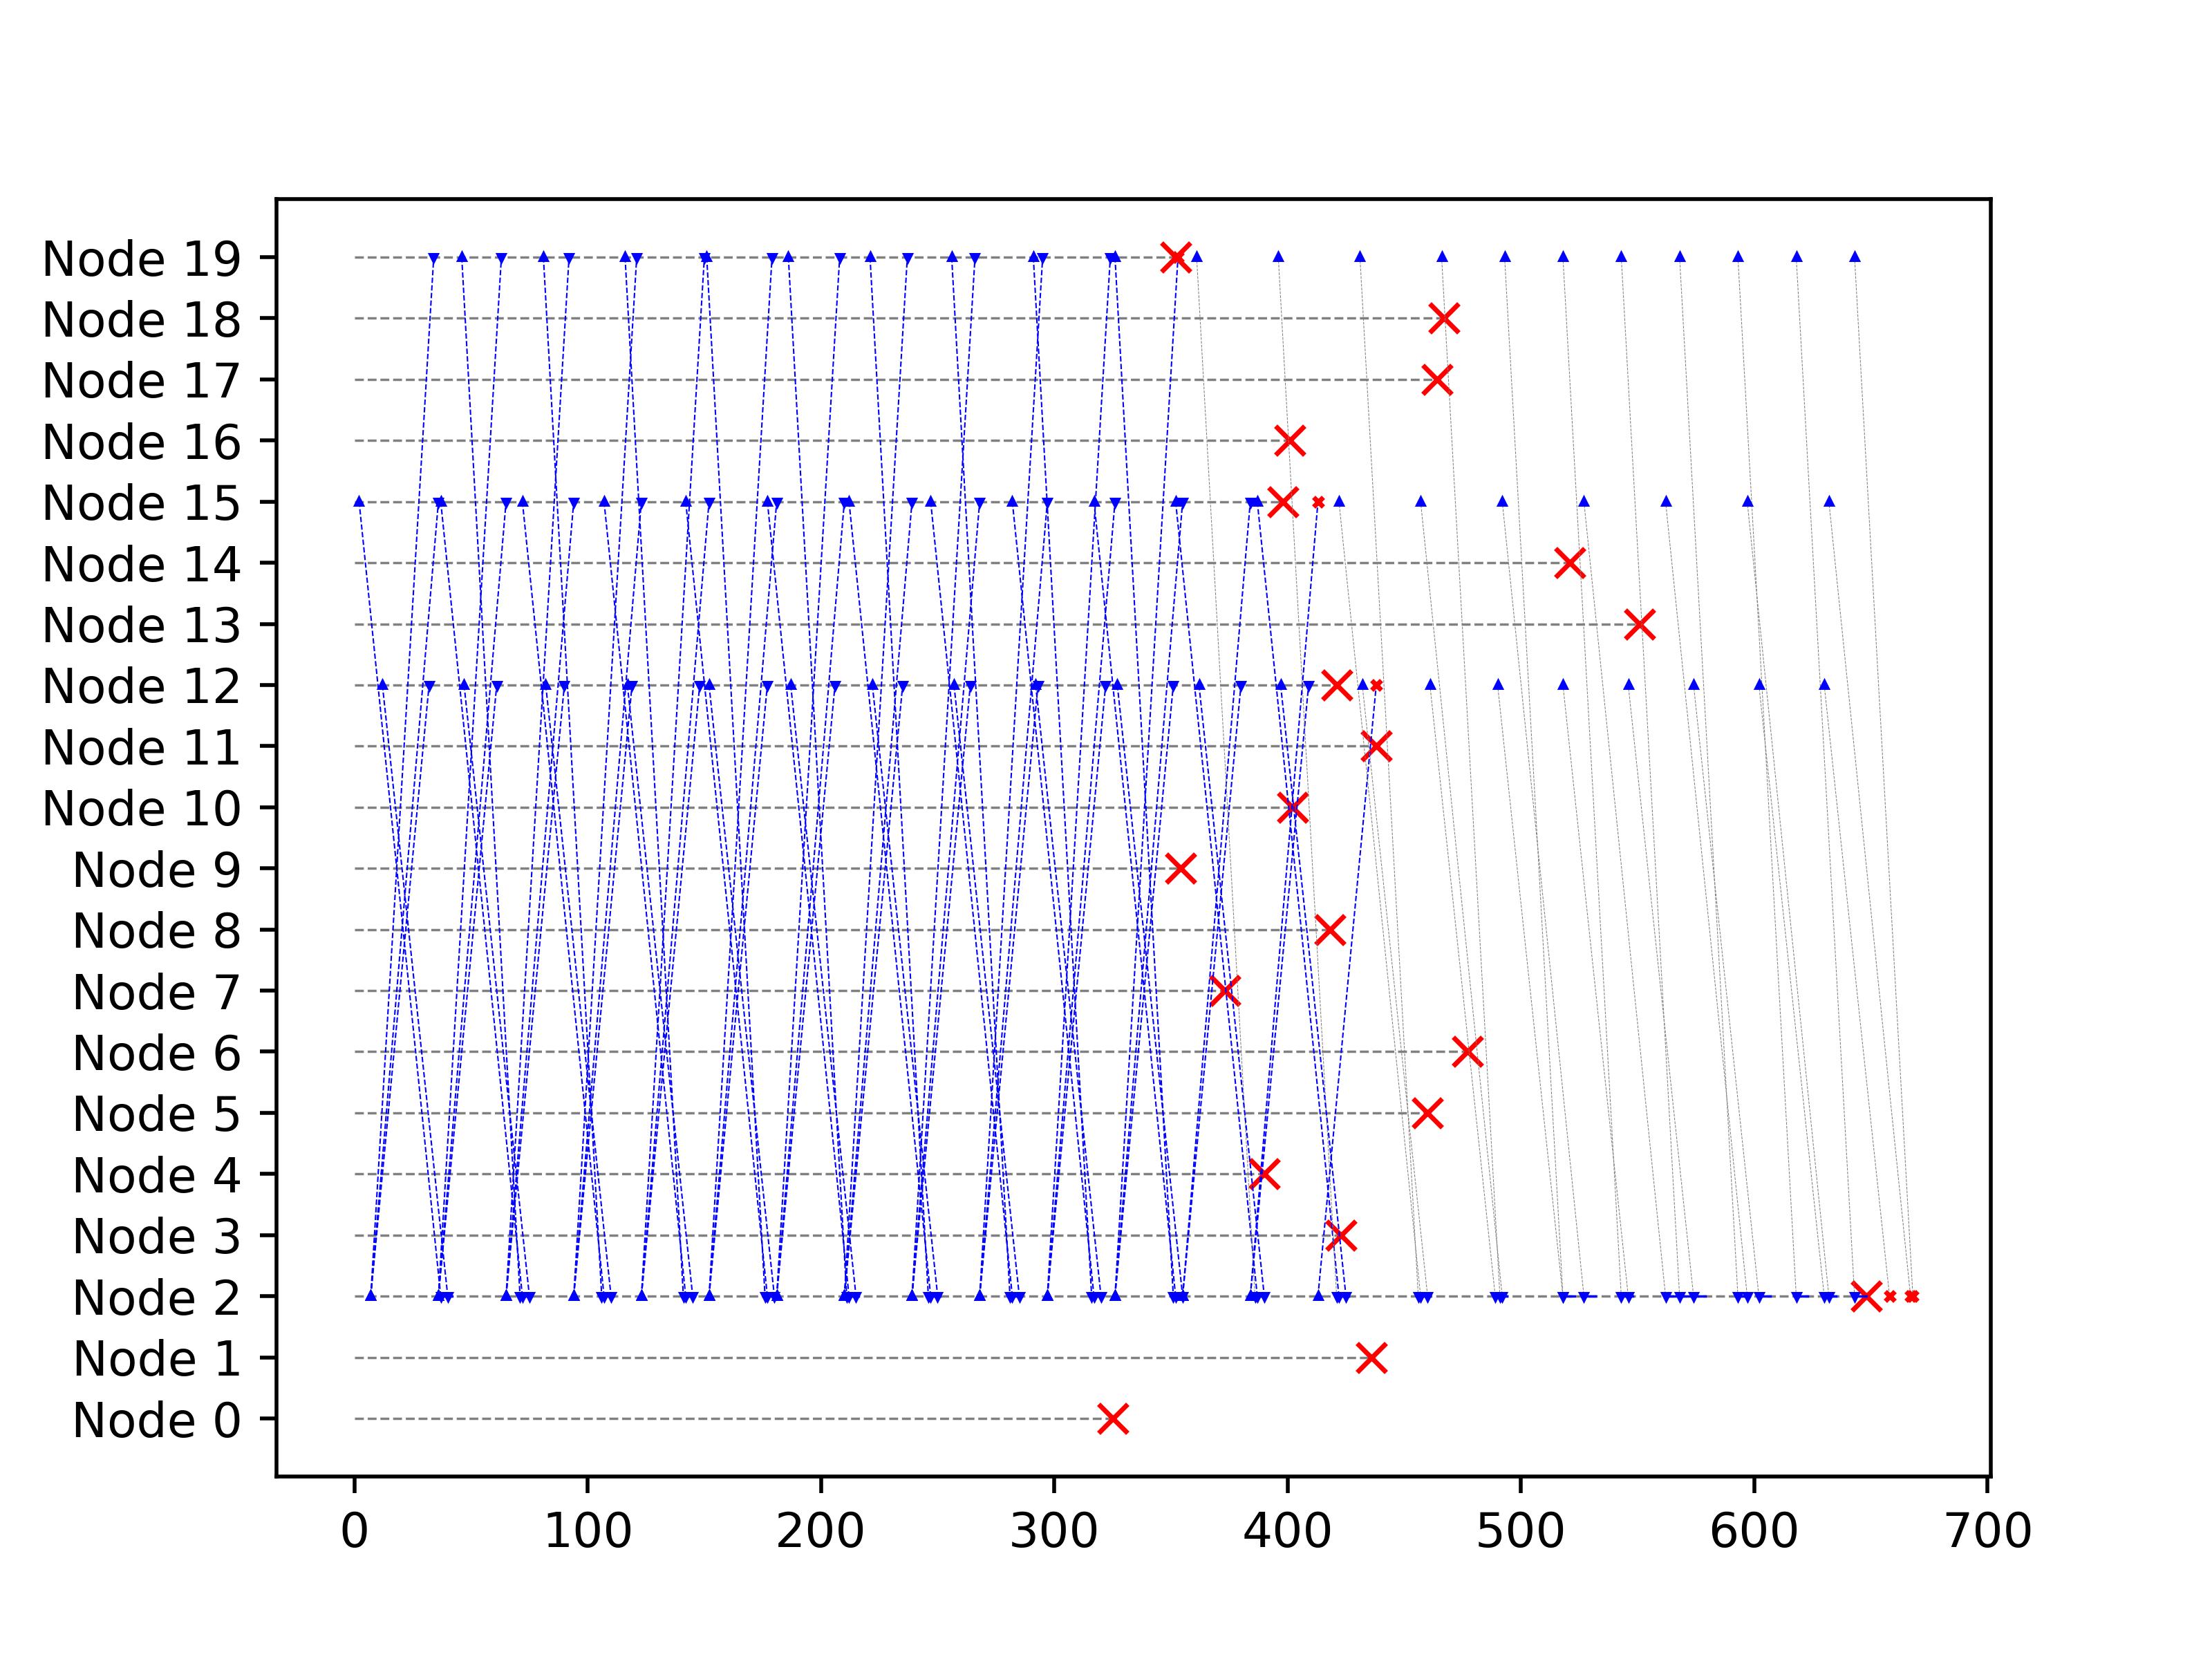 Node 19
Node 18
Node 17
Node 16
Node 15
Node 14
Node 13
Node 12
Node 11
Node 10
Node 9
Node 8
Node 7
Node 6
Node 5
Node 4
Node 3
Node 2
Node 1
Node 0
0 100 200 300 400 500 600 700